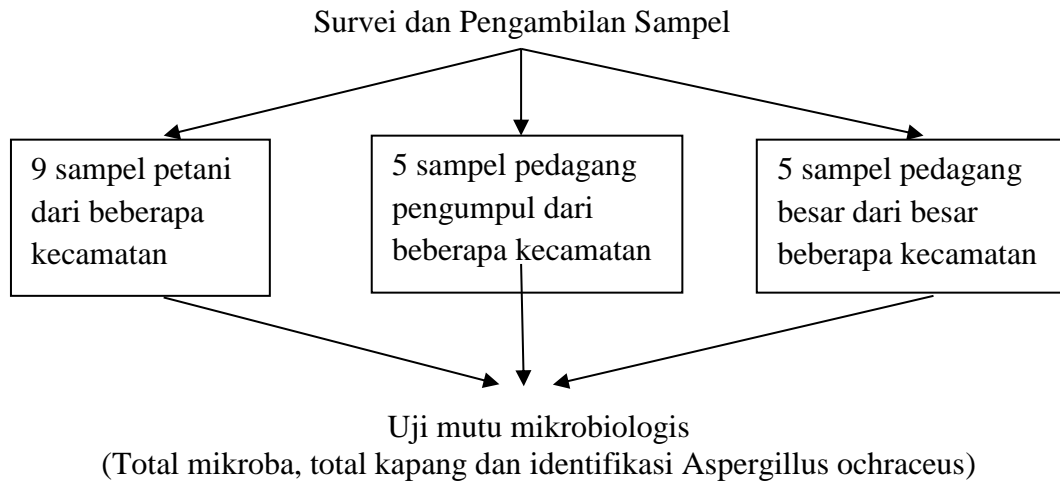 Survei dan Pengambilan Sampel
9 sampel petani
dari beberapa
kecamatan
5 sampel pedagang
pengumpul dari
beberapa kecamatan
5 sampel pedagang
besar dari besar
beberapa kecamatan
Uji mutu mikrobiologis
(Total mikroba, total kapang dan identifikasi Aspergillus ochraceus)